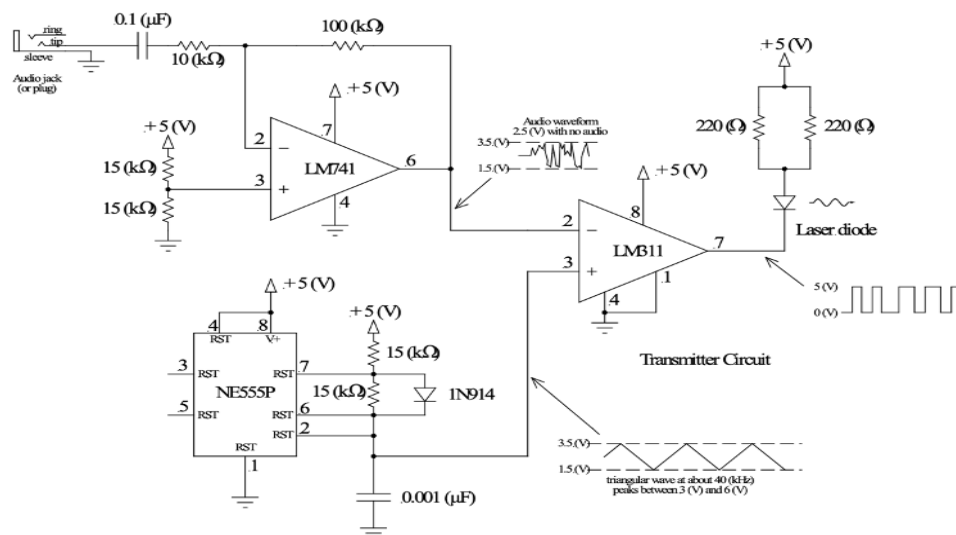 .ring
.tip
.sleeve
Audio jack
(or plug)
0.1 (µF)
10 (kΩ)
100 (kΩ)
.+5 (V)
.+5 (V)
15 (kΩ)
15 (kΩ)
2
3
.7
6
4
−
+
LM741
Audio waveform
2.5 (V) with no audio
3.5.(V)
1.5.(V)
.+5 (V)
220 (Ω)
220 (Ω)
Laser diode
.+5 (V)
8
2
3
.7
.1
.4
−
+
LM311
5 (V)
0 (V)
Transmitter Circuit
.+5 (V)
.4
.8
RST
V+
3
RST
5
RST
RST
.7
RST
6
RST
2
RST
.1
NE555P
.+5 (V)
15 (kΩ)
15 (kΩ)
1N914
0.001 (µF)
3.5.(V)
1.5.(V)
triangular wave at about 40 (kHz)
peaks between 3 (V) and 6 (V)